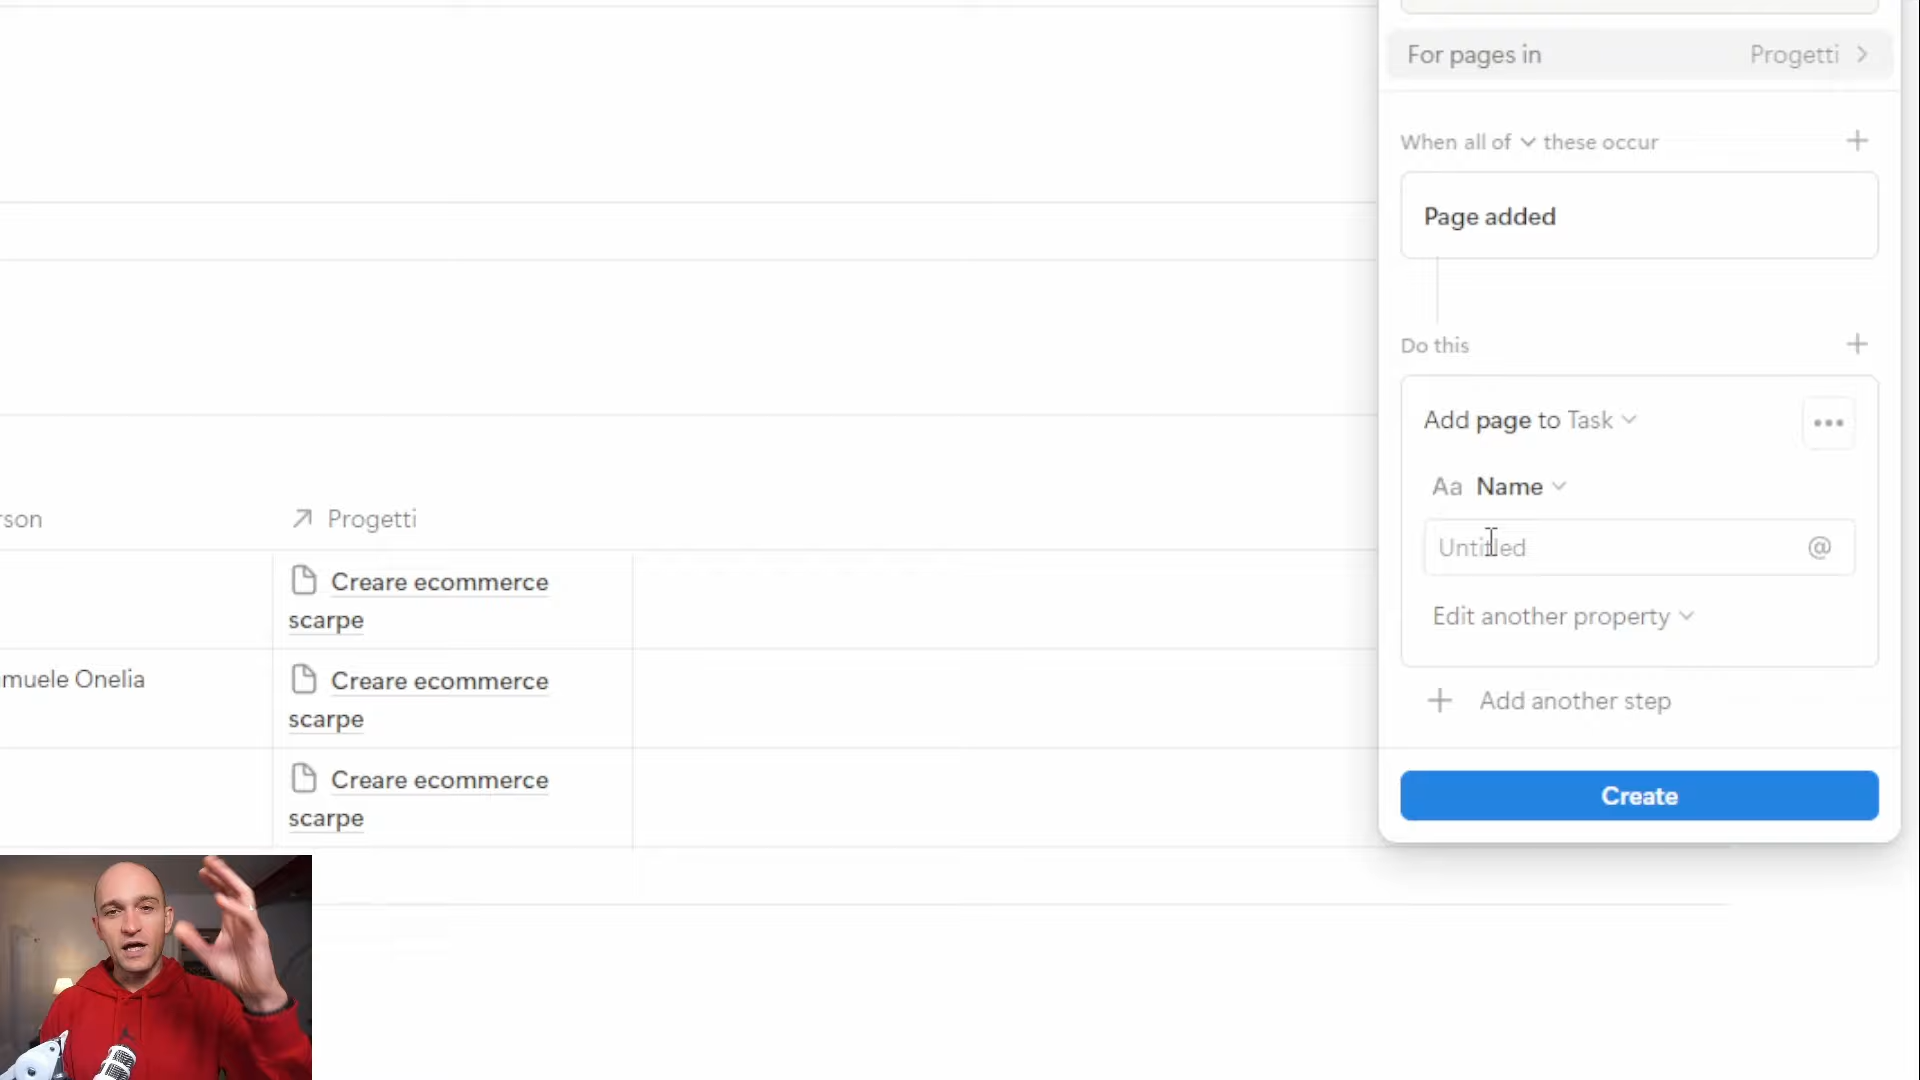 For pages in Progetti
When all of these occur
Page added
Do this
Add page to Task
Aa Name
Untitled @
Edit another property
Add another step
Create
rson Progetti
Creare ecommerce
scarpe
muele Onelia Creare ecommerce
scarpe
Creare ecommerce
scarpe